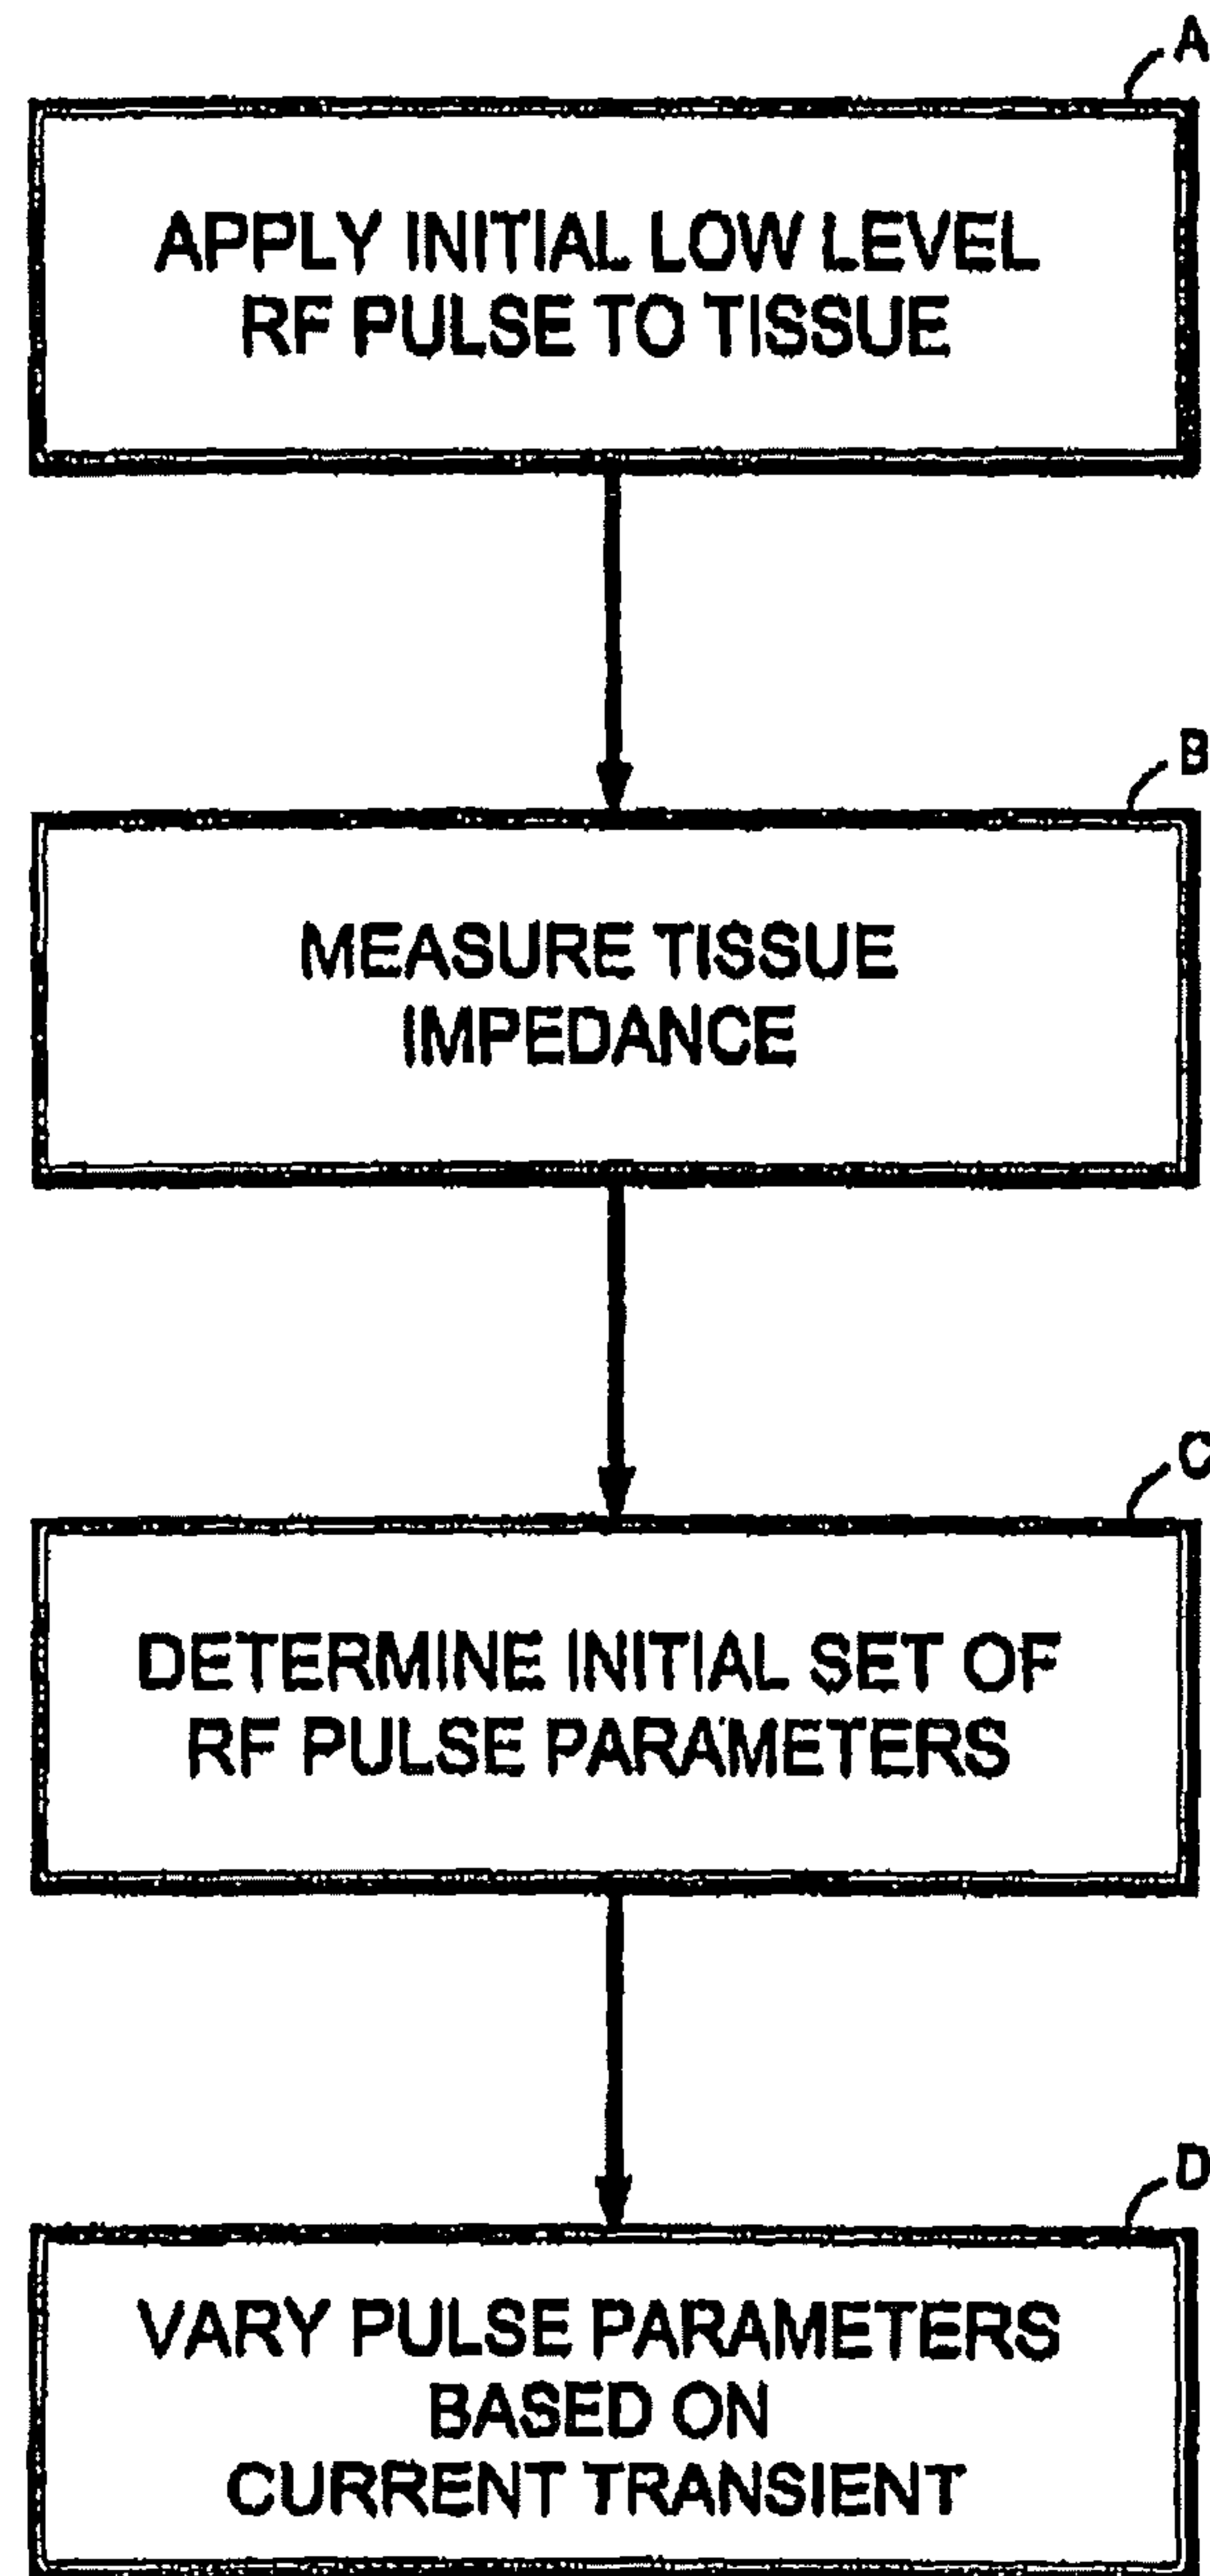 A
APPLY INITIAL LOW LEVEL
RF PULSE TO TISSUE
B
MEASURE TISSUE
IMPEDANCE
C
DETERMINE INITIAL SET OF
RF PULSE PARAMETERS
D
VARY PULSE PARAMETERS
BASED ON
CURRENT TRANSIENT